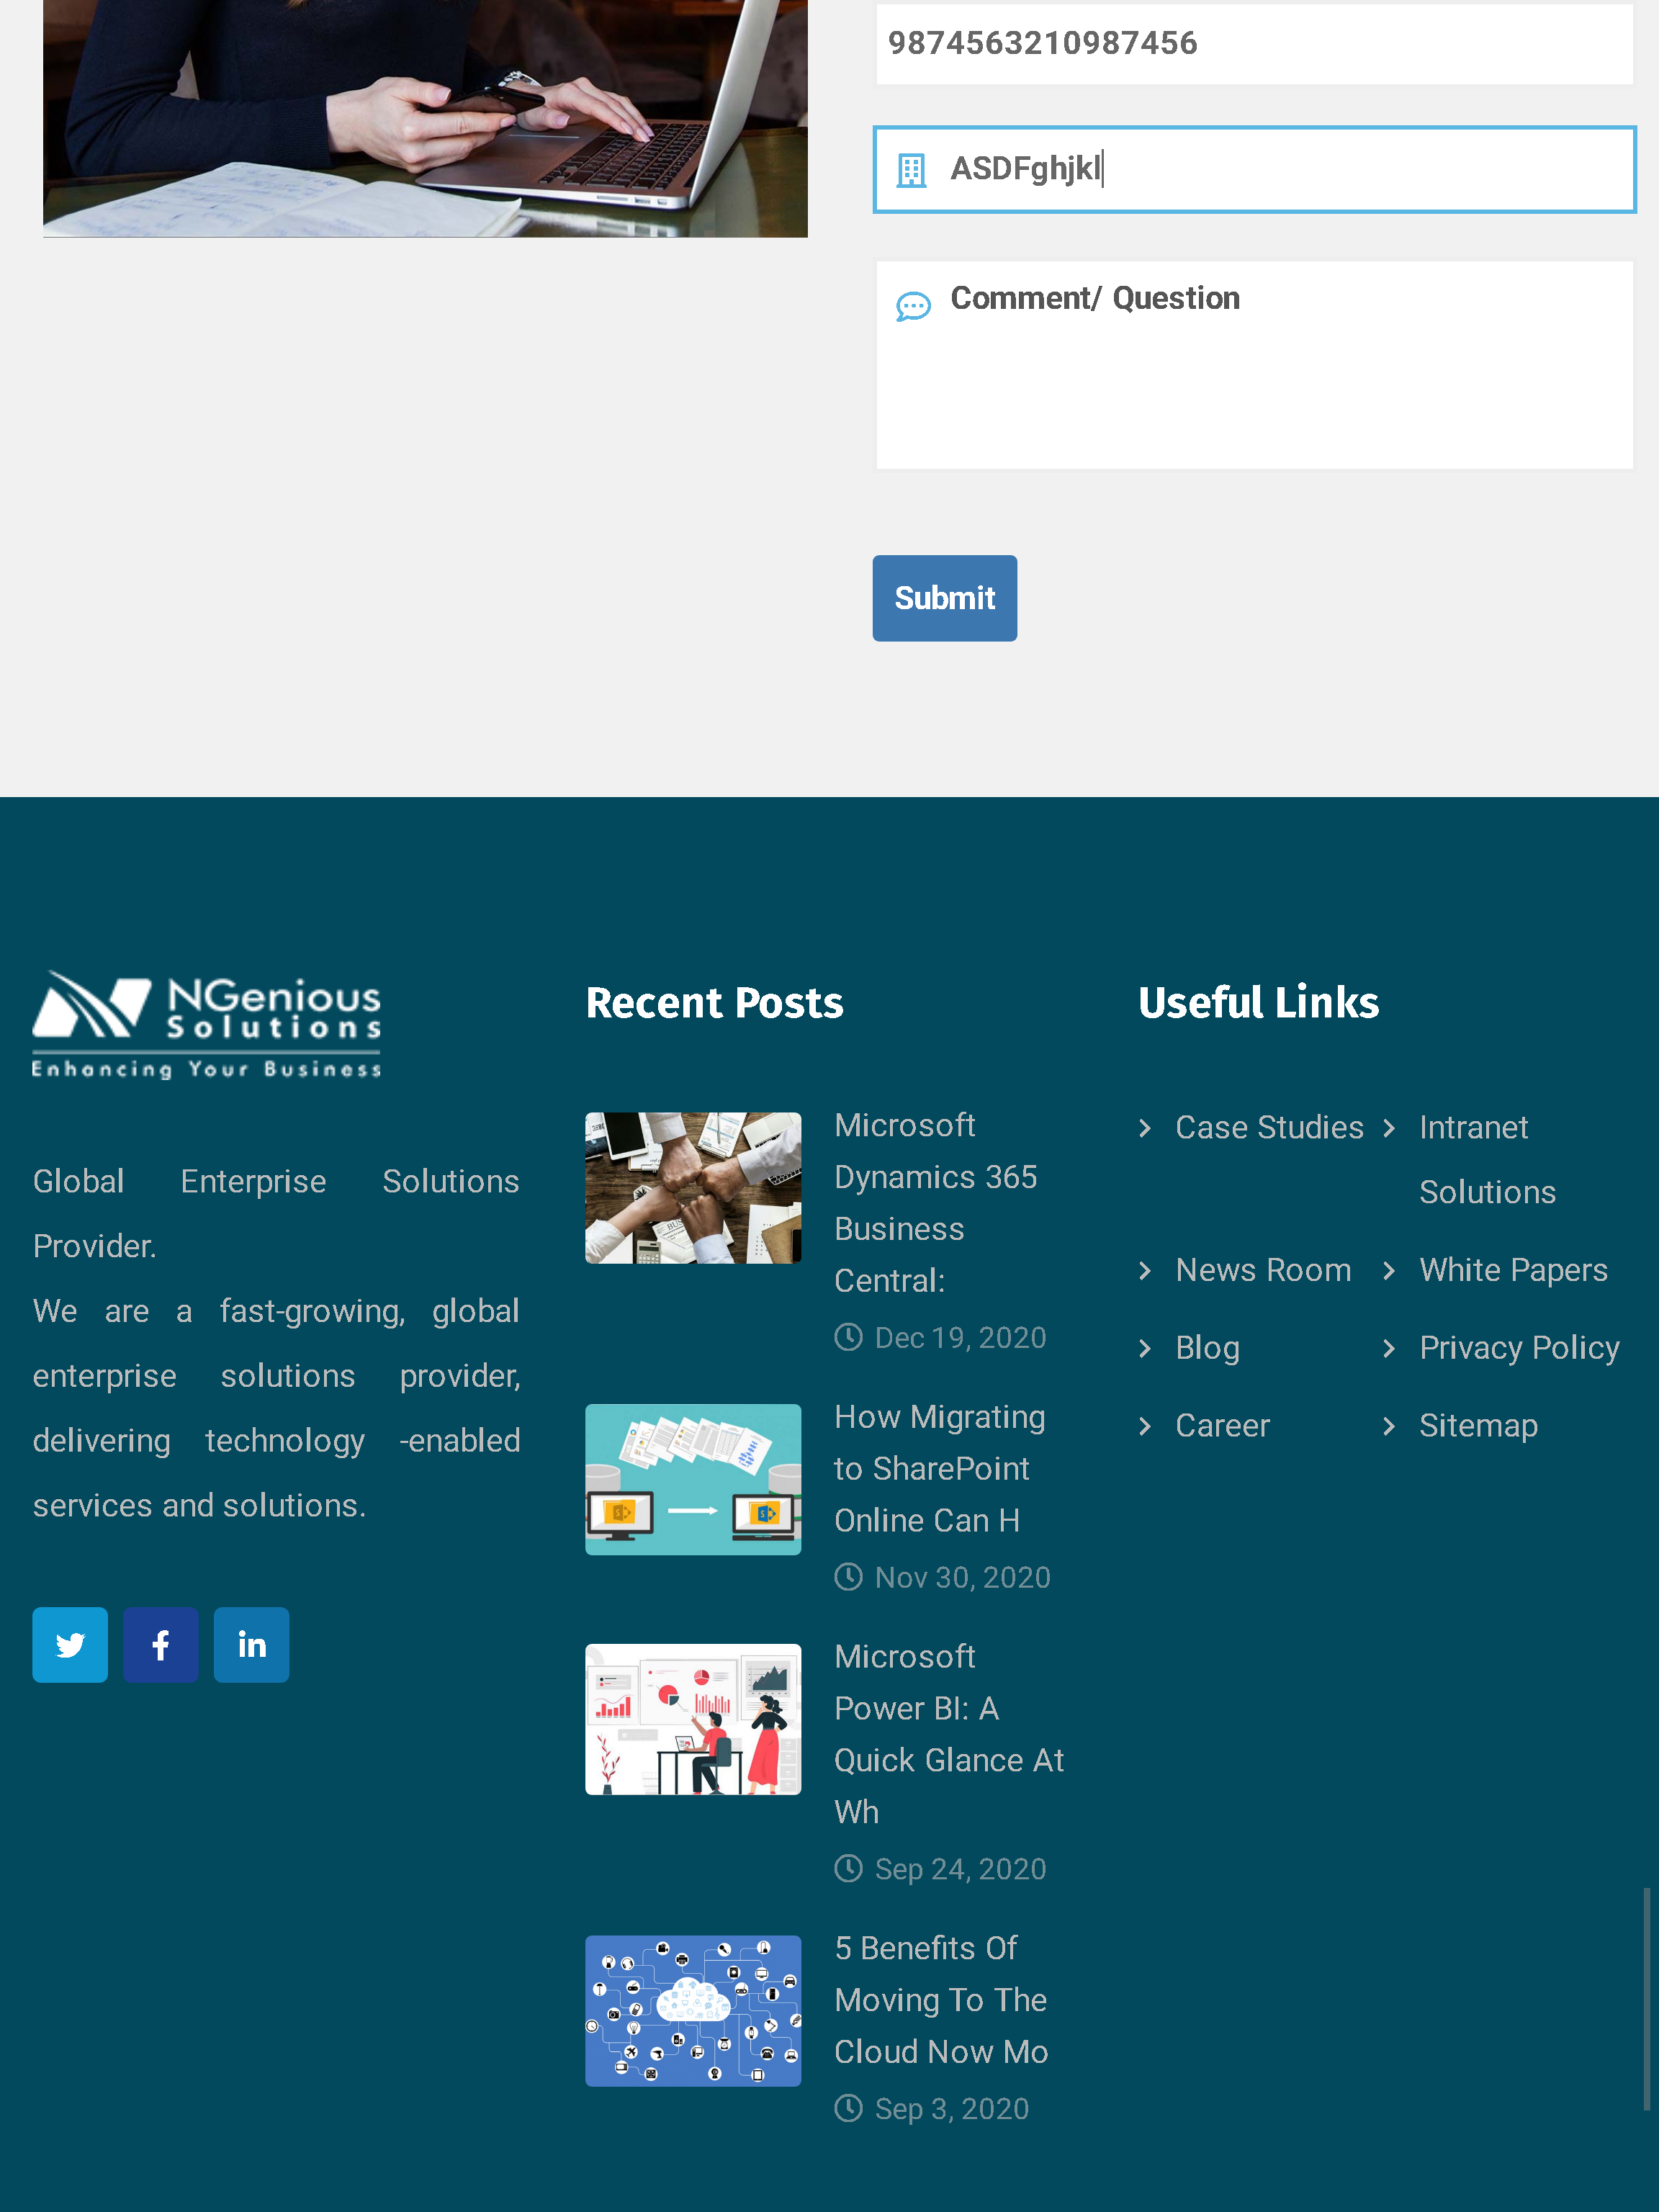 9874563210987456
ASDFghjkl
Comment/ Question
Submit
NGenious
Solutions
Enhancing Your Business
Global Enterprise Solutions
Provider.
We are a fast-growing, global
enterprise solutions provider,
delivering technology -enabled
services and solutions.
Recent Posts
Microsoft
Dynamics 365
Business
Central:
Dec 19, 2020
How Migrating
to SharePoint
Online Can H
Nov 30, 2020
Microsoft
Power BI: A
Quick Glance At
Wh
Sep 24, 2020
5 Benefits Of
Moving To The
Cloud Now Mo
Sep 3, 2020
Useful Links
Case Studies
Intranet
Solutions
News Room
White Papers
Blog
Privacy Policy
Career
Sitemap